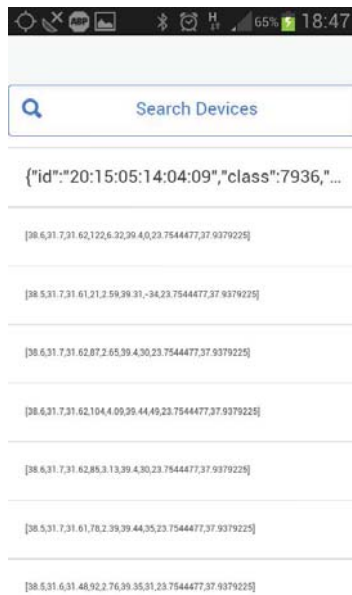 ABP H 65% 18:47
Search Devices
{"id":"20:15:05:14:04:09","class":7936,"...
[38.6,31.7,31.62,122,6.32,39.4,0,23.7544477,37.9379225]
[38.5,31.7,31.61,21,2.59,39.31,-34,23.7544477,37.9379225]
[38.6,31.7,31.62,87,2.65,39.4,30,23.7544477,37.9379225]
[38.6,31.7,31.62,104,4.09,39.44,49,23.7544477,37.9379225]
[38.6,31.7,31.62,85,3.13,39.4,30,23.7544477,37.9379225]
[38.5,31.7,31.61,78,2.39,39.44,35,23.7544477,37.9379225]
[38.5,31.6,31.48,92,2.76,39.35,31,23.7544477,37.9379225]